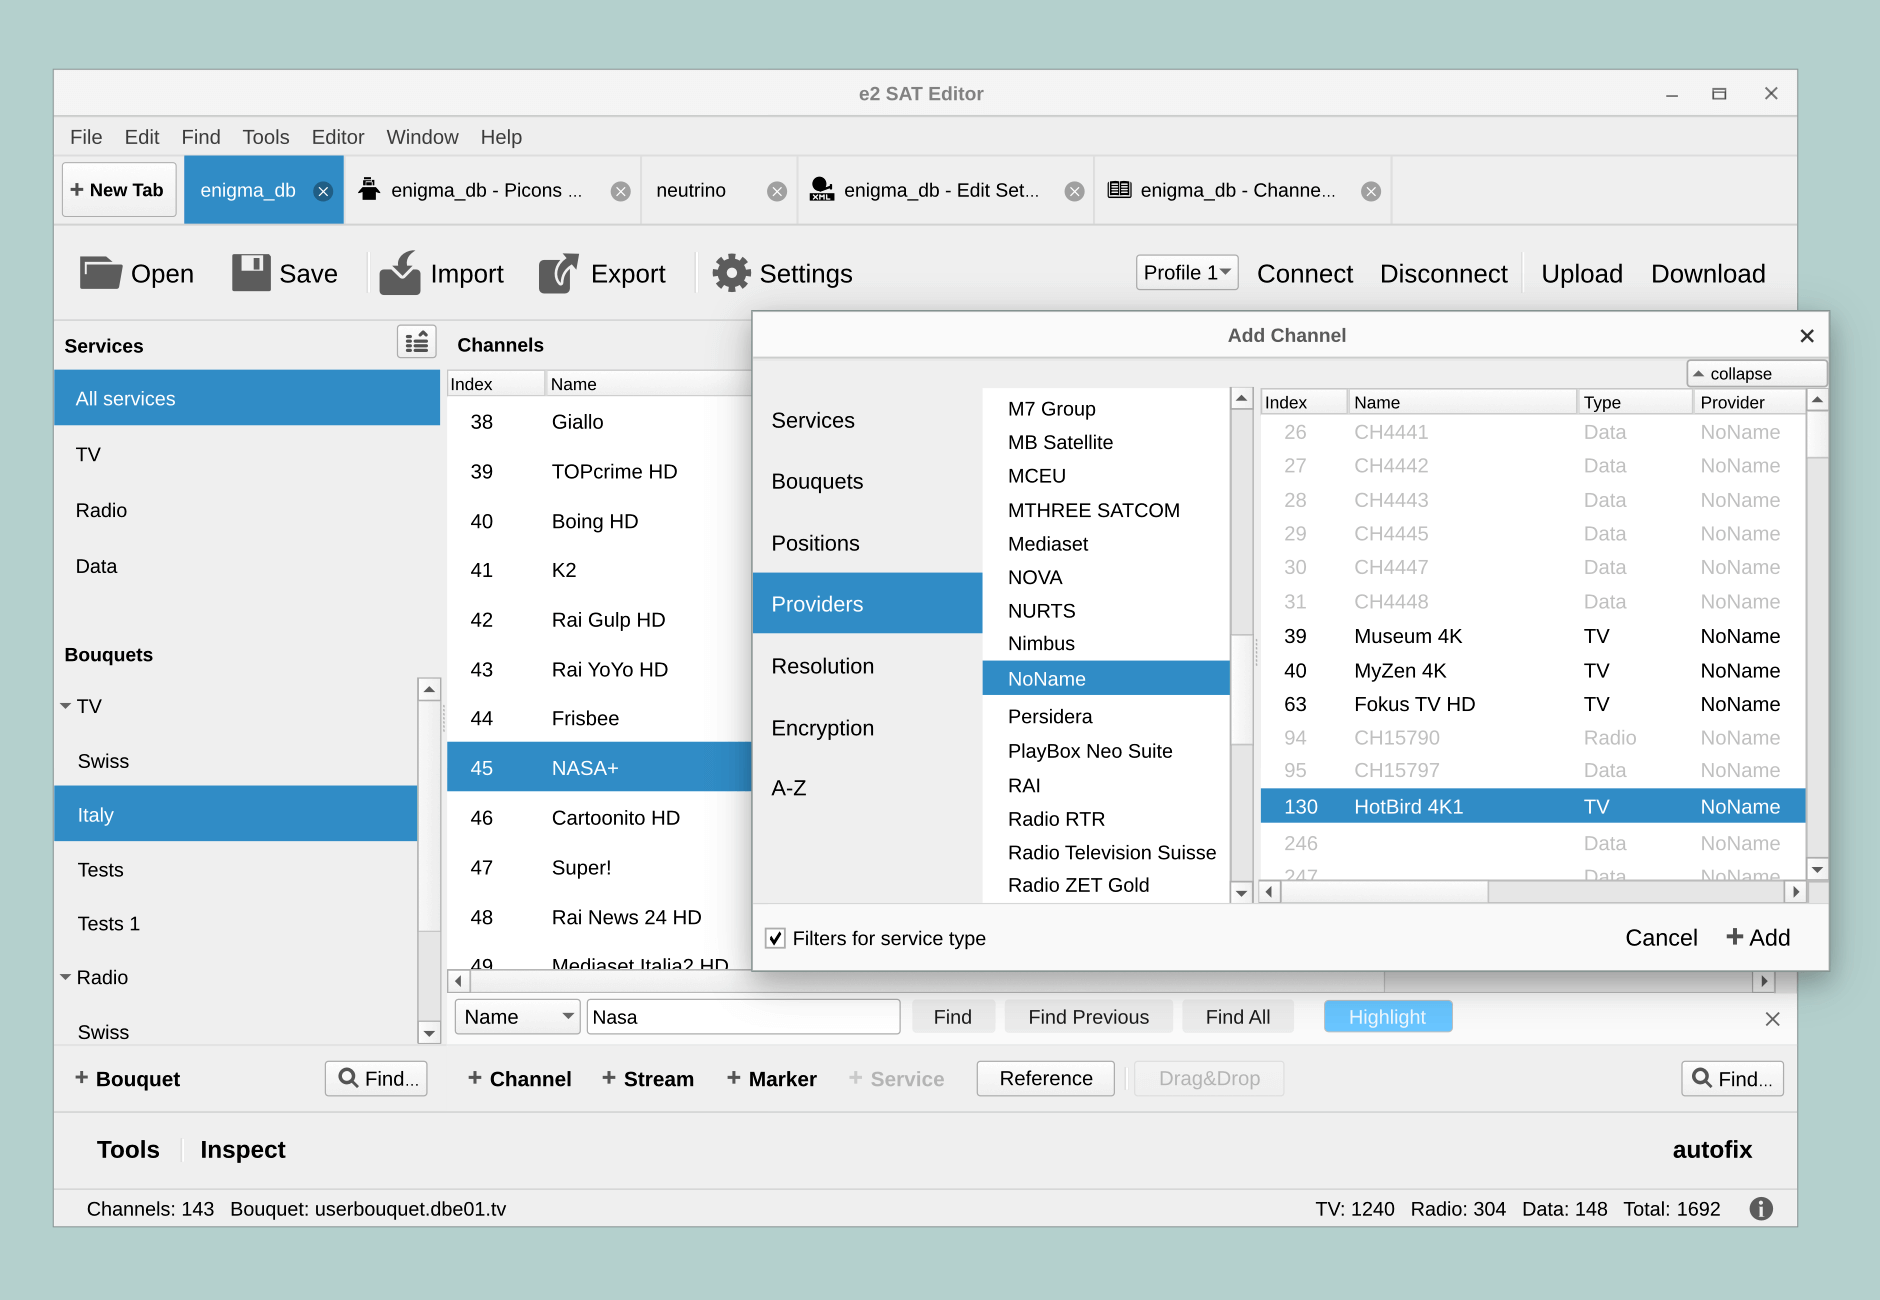 e2 SAT Editor
File Edit Find Tools Editor Window Help
+ New Tab enigma_db enigma_db - Picons ... neutrino XML enigma_db - Edit Set... enigma_db - Channe...
Open Save Import Export Settings Profile 1 Connect Disconnect Upload Download
Services
All services
TV
Radio
Data
Bouquets
TV
Swiss
Italy
Tests
Tests 1
Radio
Swiss
+ Bouquet Find...
Channels
Index Name
38 Giallo
39 TOPcrime HD
40 Boing HD
41 K2
42 Rai Gulp HD
43 Rai YoYo HD
44 Frisbee
45 NASA+
46 Cartoonito HD
47 Super!
48 Rai News 24 HD
49 Mediaset Italia2 HD
Name Nasa Find Find Previous Find All Highlight
+ Channel + Stream + Marker + Service Reference Drag&Drop Find...
Add Channel
collapse
Services
Bouquets
Positions
Providers
Resolution
Encryption
A-Z
M7 Group
MB Satellite
MCEU
MTHREE SATCOM
Mediaset
NOVA
NURTS
Nimbus
NoName
Persidera
PlayBox Neo Suite
RAI
Radio RTR
Radio Television Suisse
Radio ZET Gold
Index Name Type Provider
26 CH4441 Data NoName
27 CH4442 Data NoName
28 CH4443 Data NoName
29 CH4445 Data NoName
30 CH4447 Data NoName
31 CH4448 Data NoName
39 Museum 4K TV NoName
40 MyZen 4K TV NoName
63 Fokus TV HD TV NoName
94 CH15790 Radio NoName
95 CH15797 Data NoName
130 HotBird 4K1 TV NoName
246 Data NoName
247 Data NoName
Filters for service type Cancel + Add
Tools Inspect autofix
Channels: 143 Bouquet: userbouquet.dbe01.tv TV: 1240 Radio: 304 Data: 148 Total: 1692